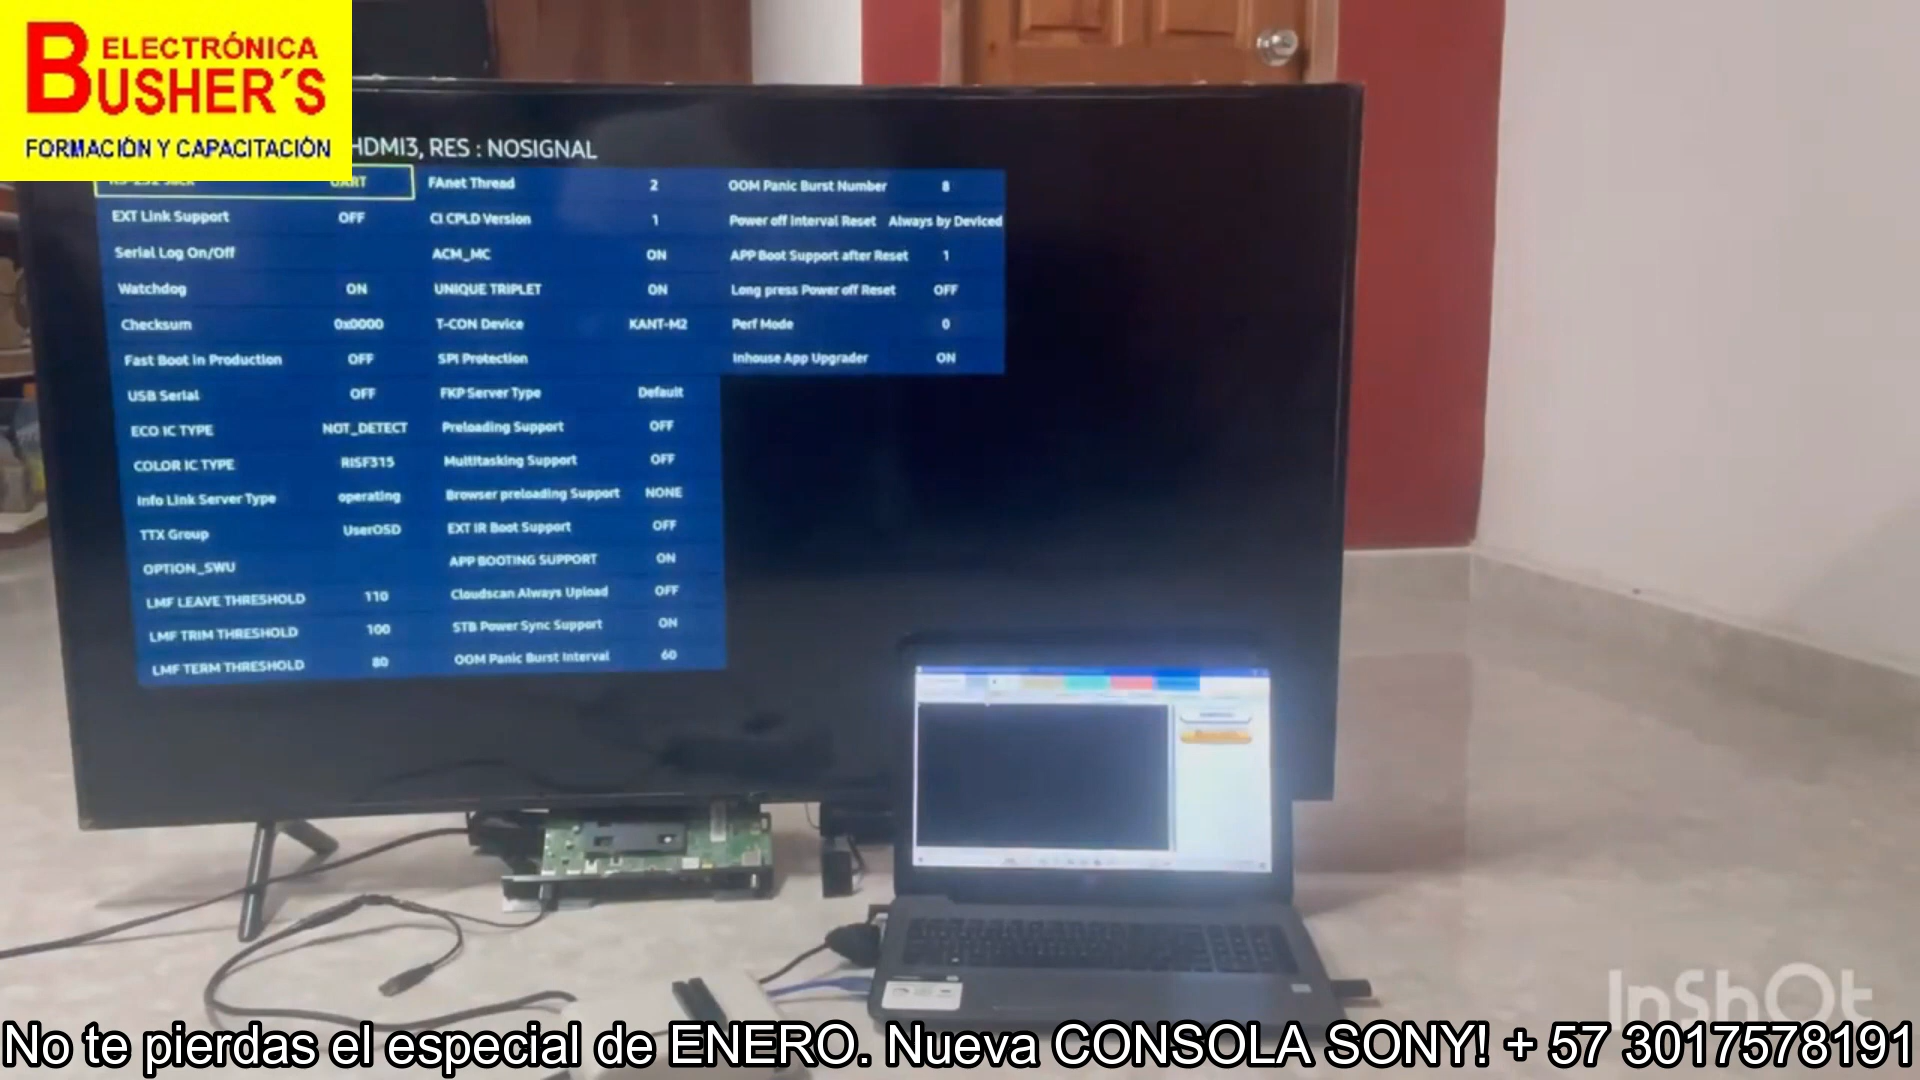 ELECTRÓNICA
BUSHER´S
FORMACIÓN Y CAPACITACIÓN
HDMI3, RES : NOSIGNAL
RS-232 Jack UART
EXT Link Support OFF
Serial Log On/Off
Watchdog ON
Checksum 0x0000
Fast Boot in Production OFF
USB Serial OFF
ECO IC TYPE NOT_DETECT
COLOR IC TYPE RISF315
Info Link Server Type operating
TTX Group UserOSD
OPTION_SWU
LMF LEAVE THRESHOLD 110
LMF TRIM THRESHOLD 100
LMF TERM THRESHOLD 80
FAnet Thread 2
CI CPLD Version 1
ACM_MC ON
UNIQUE TRIPLET ON
T-CON Device KANT-M2
SPI Protection
FKP Server Type Default
Preloading Support OFF
Multitasking Support OFF
Browser preloading Support NONE
EXT IR Boot Support OFF
APP BOOTING SUPPORT ON
Cloudscan Always Upload OFF
STB Power Sync Support ON
OOM Panic Burst Interval 60
OOM Panic Burst Number 8
Power off Interval Reset Always by Deviced
APP Boot Support after Reset 1
Long press Power off Reset OFF
Perf Mode 0
Inhouse App Upgrader ON
InShOt
No te pierdas el especial de ENERO. Nueva CONSOLA SONY! + 57 3017578191